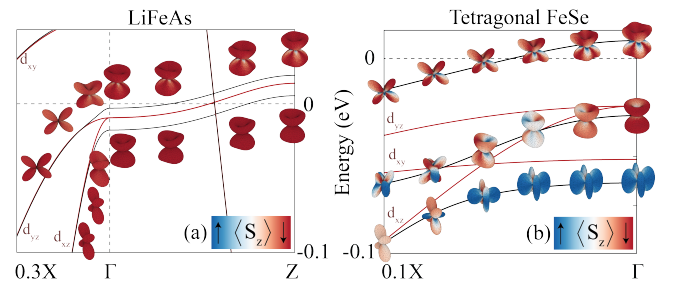 LiFeAs
Tetragonal FeSe
d_xy
0
d_yz
d_xz
(a)
↑ ⟨S_z⟩ ↓
-0.1
0.3X
Γ
Z
Energy (eV)
0
d_yz
d_xy
d_xz
↑ ⟨S_z⟩ ↓
(b)
-0.1
0.1X
Γ